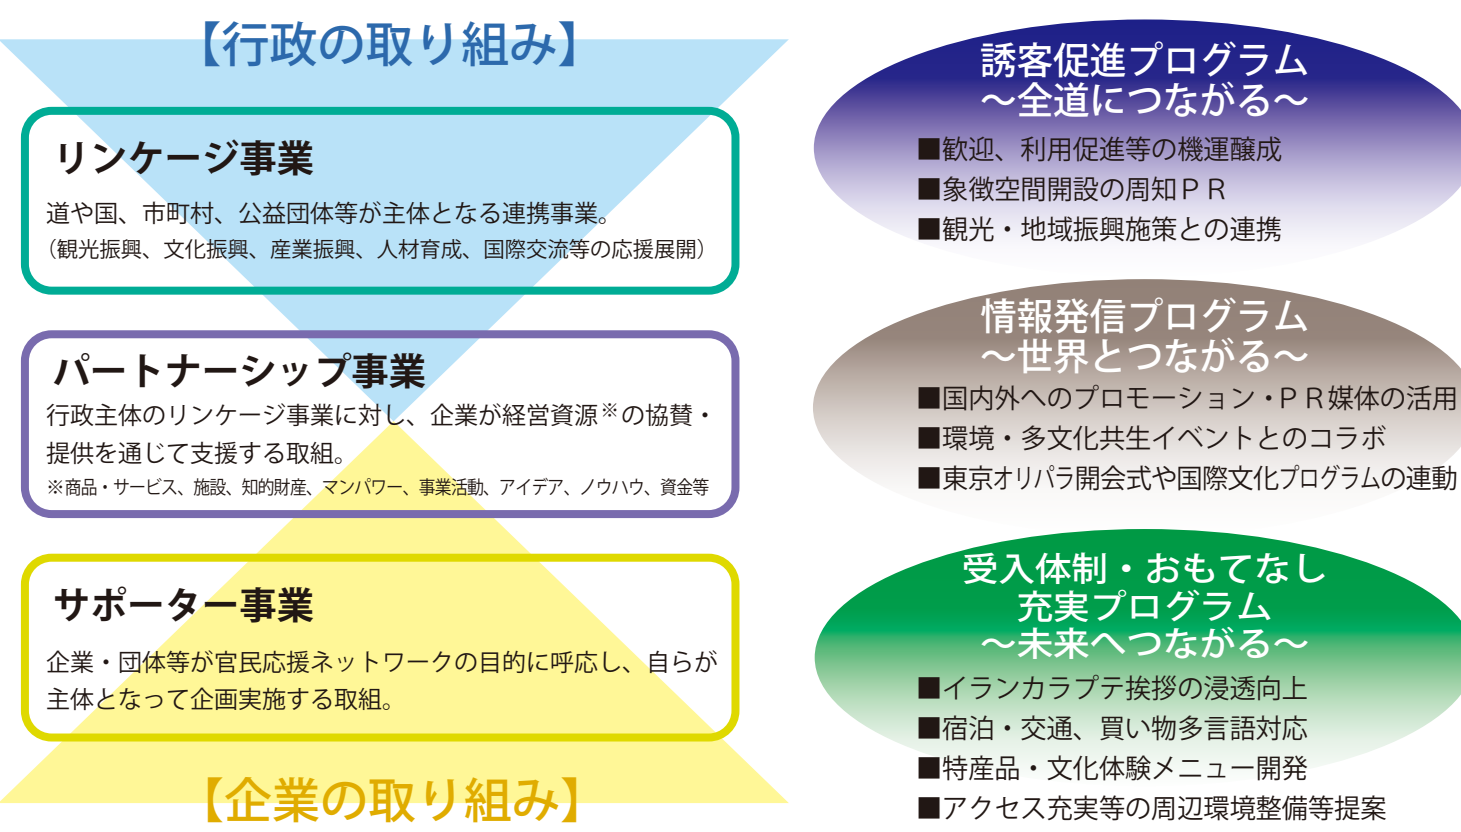 【行政の取り組み】
リンケージ事業
道や国、市町村、公益団体等が主体となる連携事業。
（観光振興、文化振興、産業振興、人材育成、国際交流等の応援展開）
パートナーシップ事業
行政主体のリンケージ事業に対し、企業が経営資源※の協賛・
提供を通じて支援する取組。
※商品・サービス、施設、知的財産、マンパワー、事業活動、アイデア、ノウハウ、資金等
サポーター事業
企業・団体等が官民応援ネットワークの目的に呼応し、自らが
主体となって企画実施する取組。
【企業の取り組み】
誘客促進プログラム
～全道につながる～
■歓迎、利用促進等の機運醸成
■象徴空間開設の周知ＰＲ
■観光・地域振興施策との連携
情報発信プログラム
～世界とつながる～
■国内外へのプロモーション・ＰＲ媒体の活用
■環境・多文化共生イベントとのコラボ
■東京オリパラ開会式や国際文化プログラムの連動
受入体制・おもてなし
充実プログラム
～未来へつながる～
■イランカラプテ挨拶の浸透向上
■宿泊・交通、買い物多言語対応
■特産品・文化体験メニュー開発
■アクセス充実等の周辺環境整備等提案